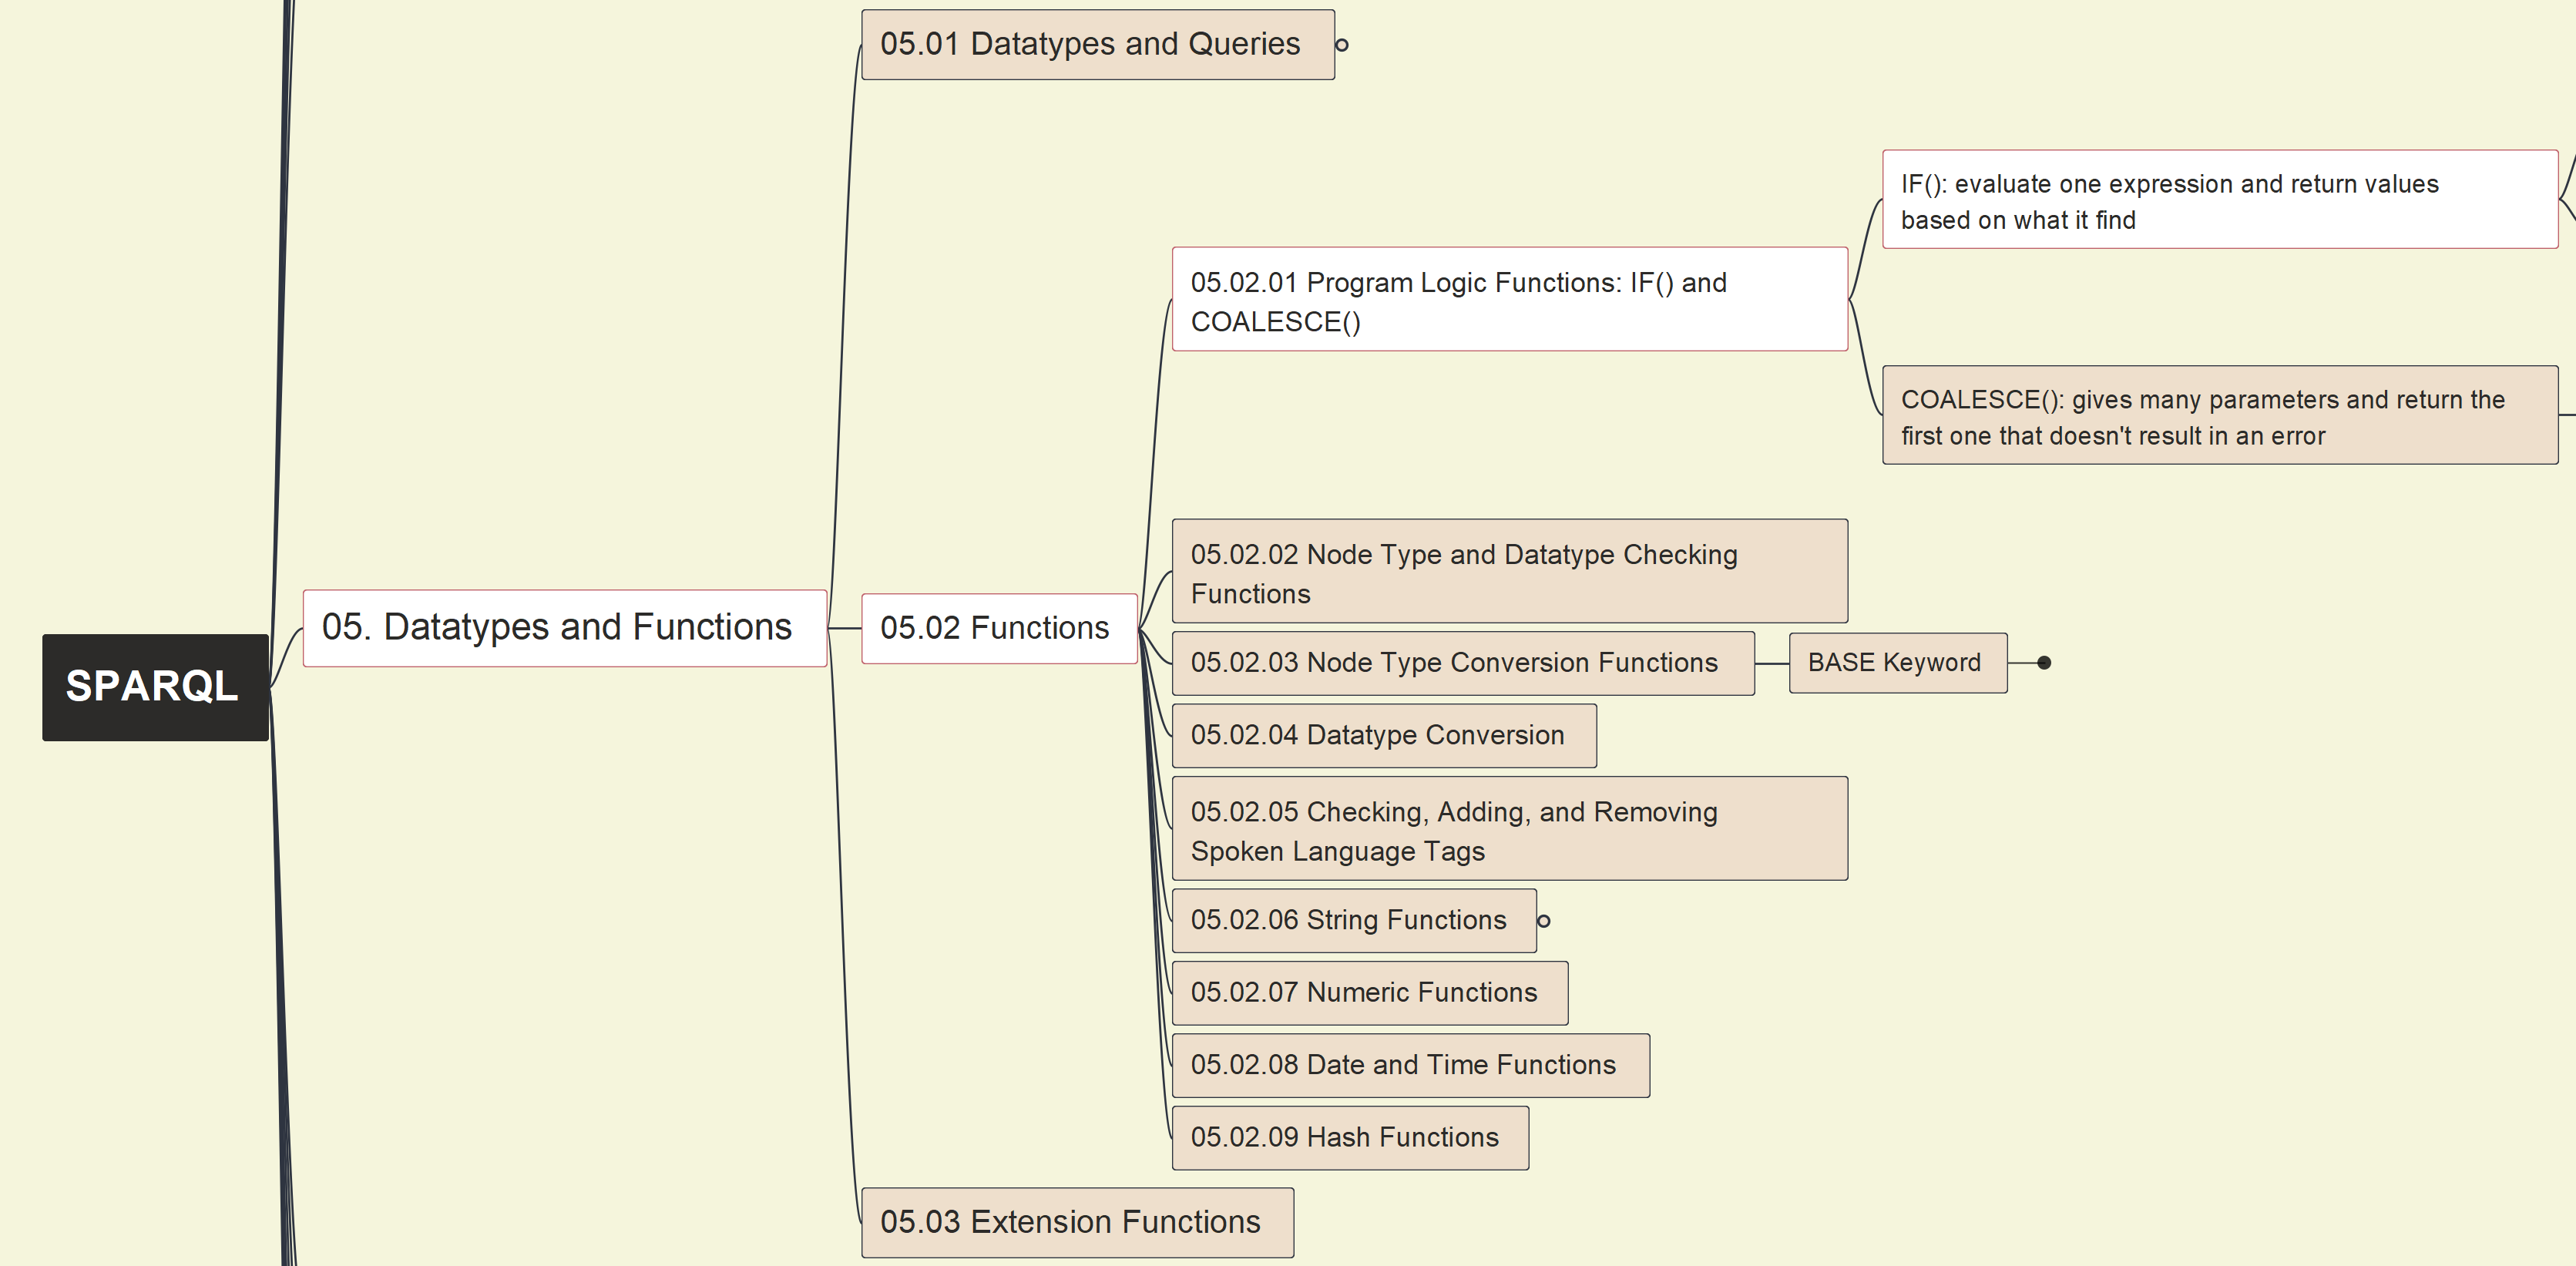 05.01 Datatypes and Queries
IF(): evaluate one expression and return values
based on what it find
05.02.01 Program Logic Functions: IF() and
COALESCE()
COALESCE(): gives many parameters and return the
first one that doesn't result in an error
05.02.02 Node Type and Datatype Checking
Functions
SPARQL
05. Datatypes and Functions
05.02 Functions
05.02.03 Node Type Conversion Functions
BASE Keyword
05.02.04 Datatype Conversion
05.02.05 Checking, Adding, and Removing
Spoken Language Tags
05.02.06 String Functions
05.02.07 Numeric Functions
05.02.08 Date and Time Functions
05.02.09 Hash Functions
05.03 Extension Functions